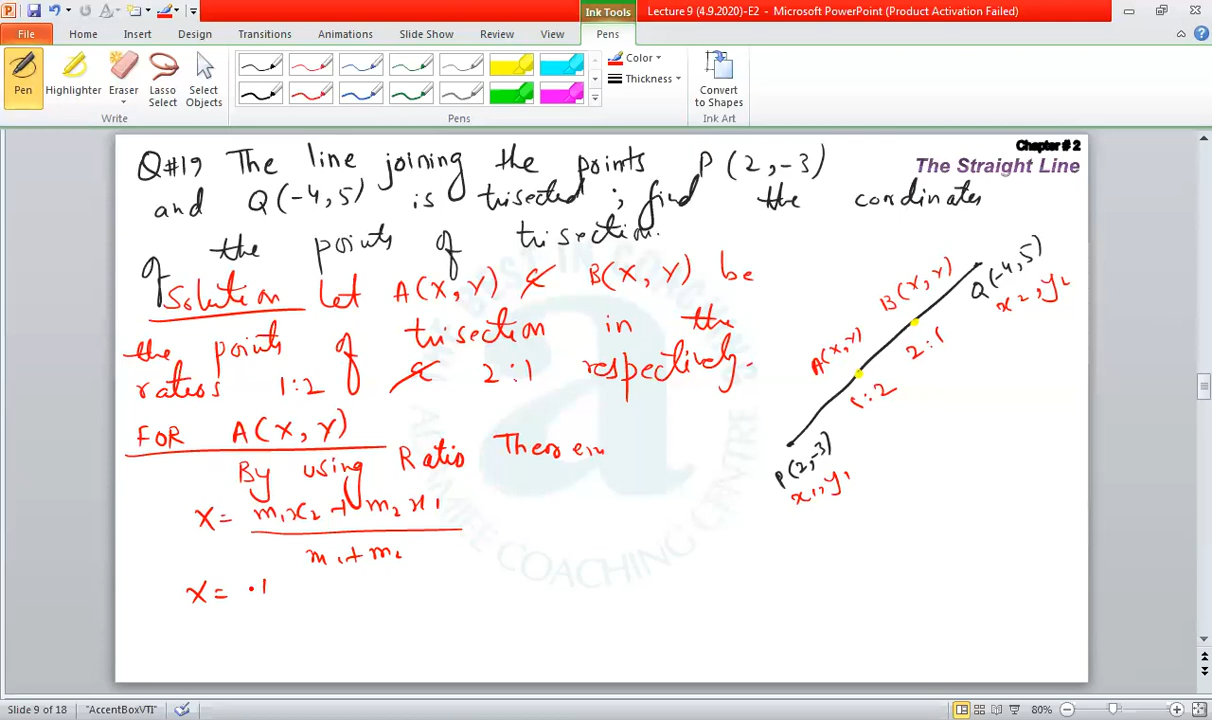 Ink Tools
Lecture 9 (4.9.2020)-E2 - Microsoft PowerPoint (Product Activation Failed)
File Home Insert Design Transitions Animations Slide Show Review View Pens
Pen Highlighter Eraser Lasso Select Select Objects
Color
Thickness
Convert to Shapes
Write Pens Ink Art
Chapter # 2
The Straight Line
Q#19 The line joining the points P(2,-3)
and Q(-4,5) is trisected ; find the cordinates
of the points of trisection.
Solution Let A(X,Y) & B(X,Y) be
the points of trisection in the
ratios 1:2 & 2:1 respectively.
FOR A(X,Y)
By using Ratio Theorem
X= m1x2 + m2x1
m1+m2
X= .1
Q(-4,5)
x2,y2
B(X,Y)
2:1
A(X,Y)
1:2
P(2,-3)
x1,y1
Slide 9 of 18 "AccentBoxVTI" 80%